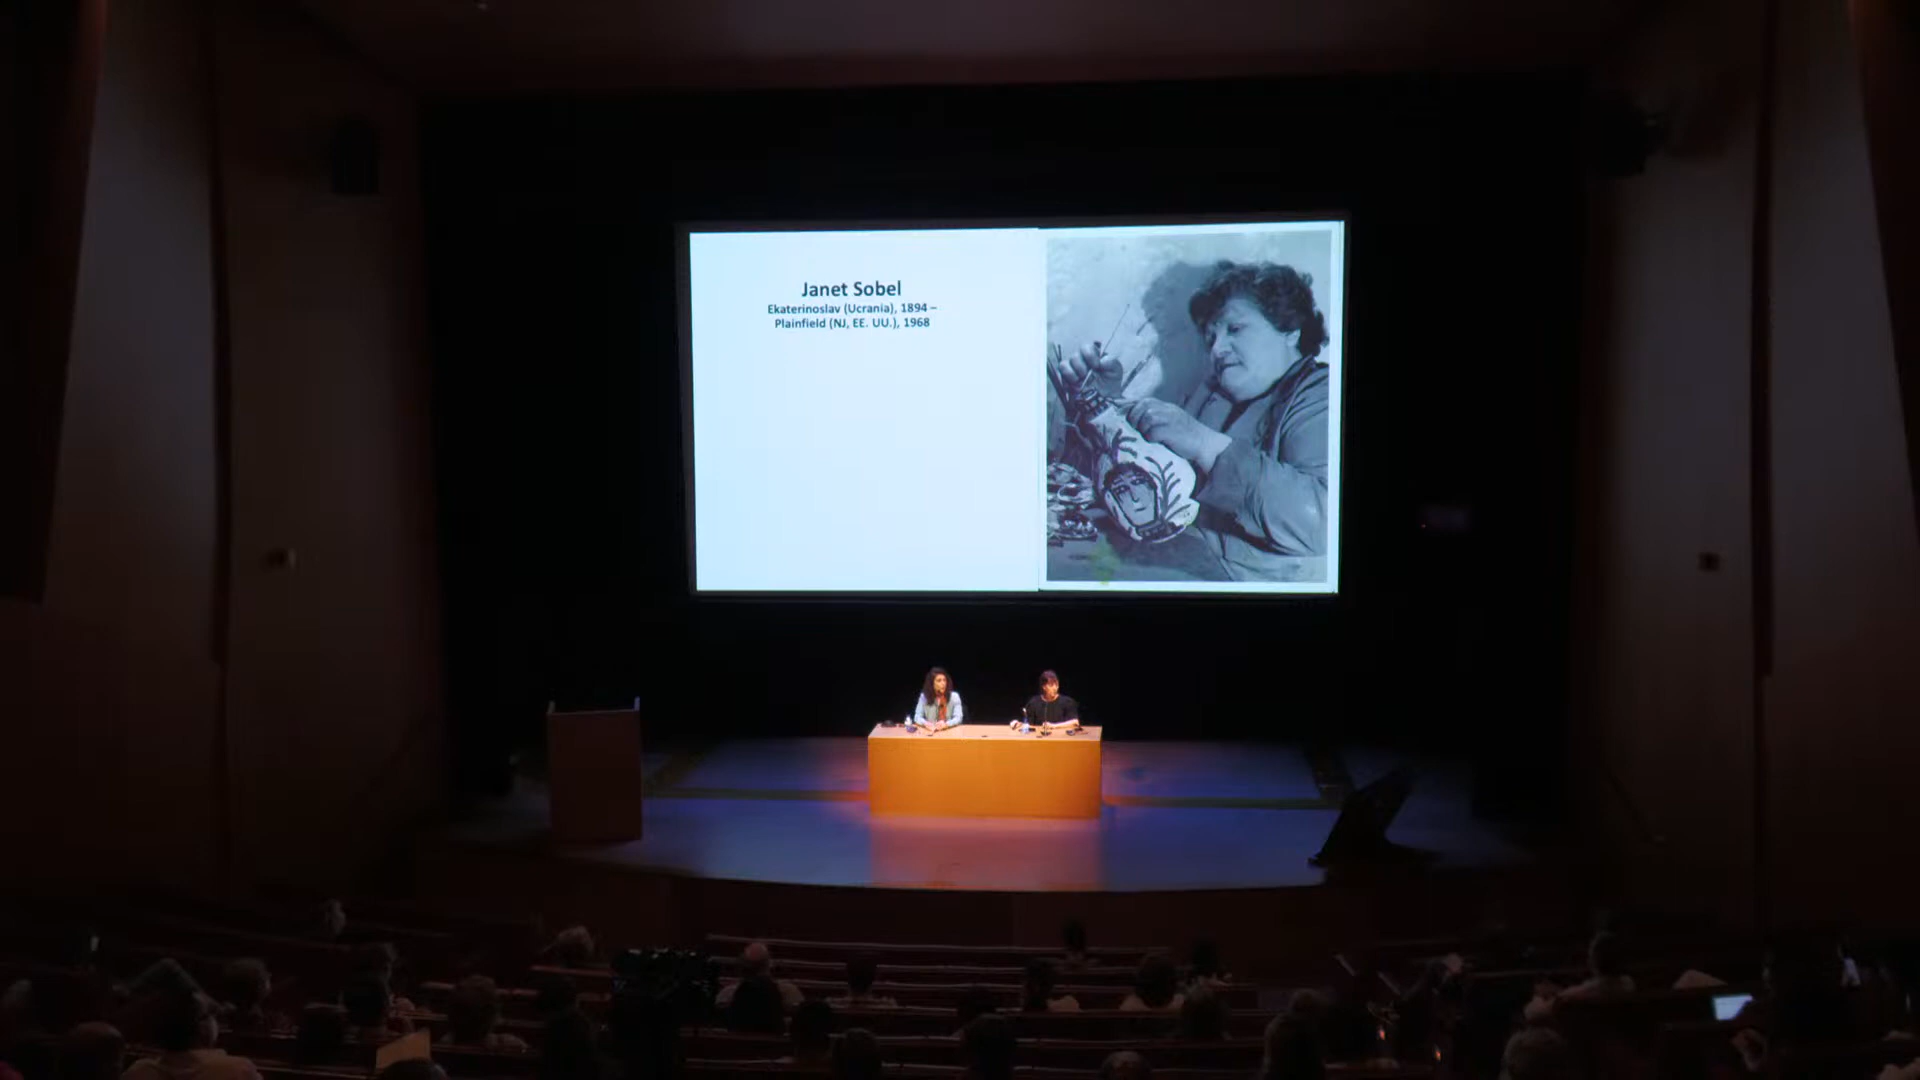 Janet Sobel
Ekaterinoslav (Ucrania), 1894 –
Plainfield (NJ, EE. UU.), 1968